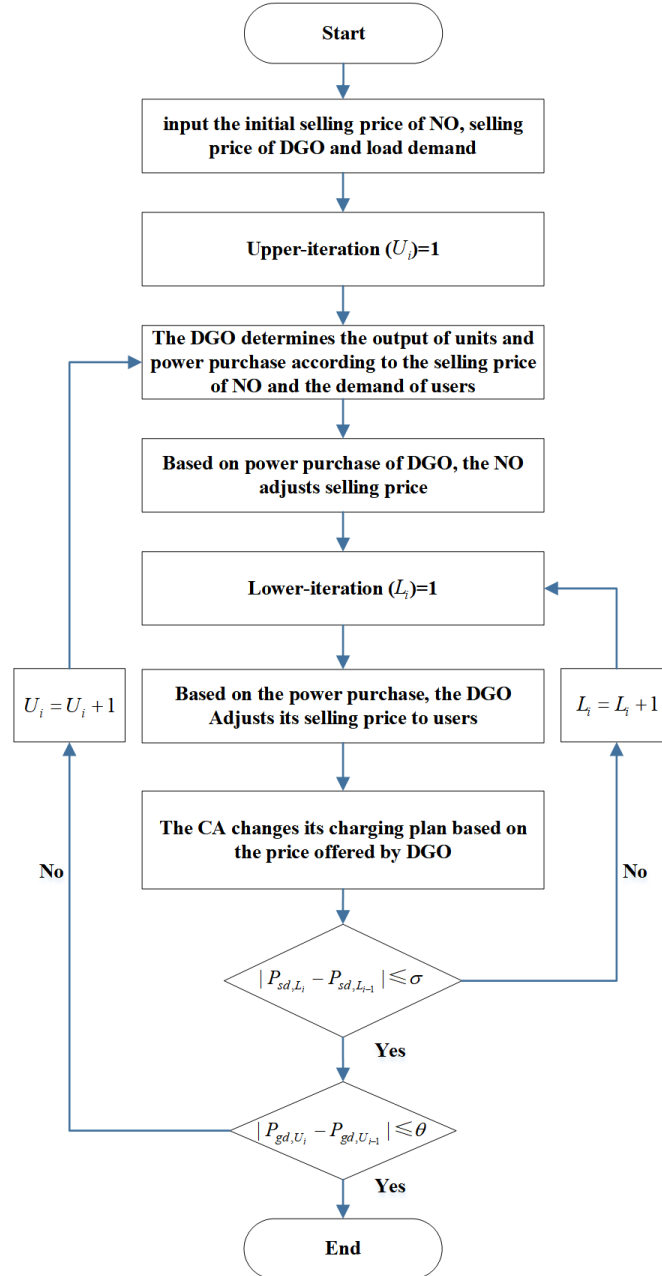 Start
input the initial selling price of NO, selling
price of DGO and load demand
Upper-iteration (U_i)=1
The DGO determines the output of units and
power purchase according to the selling price
of NO and the demand of users
Based on power purchase of DGO, the NO
adjusts selling price
Lower-iteration (L_i)=1
U_i = U_i + 1
Based on the power purchase, the DGO
Adjusts its selling price to users
L_i = L_i + 1
The CA changes its charging plan based on
the price offered by DGO
No
No
| P_{sd,L_i} − P_{sd,L_{i−1}} | ≤ σ
Yes
| P_{gd,U_i} − P_{gd,U_{i−1}} | ≤ θ
Yes
End